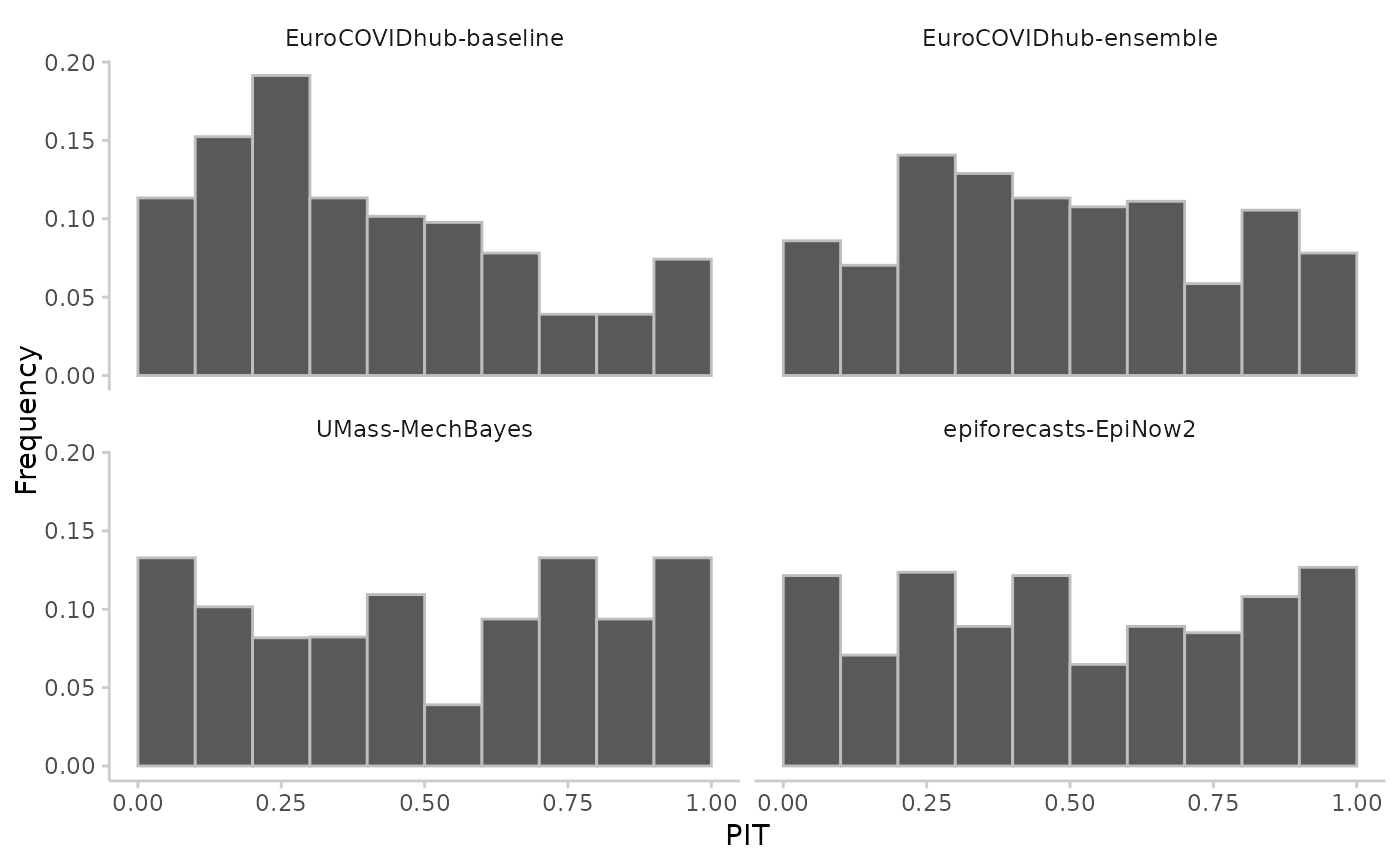 EuroCOVIDhub-baseline
EuroCOVIDhub-ensemble
0.20
0.15
0.10
0.05
0.00
Frequency
UMass-MechBayes
epiforecasts-EpiNow2
0.20
0.15
0.10
0.05
0.00
0.00 0.25 0.50 0.75 1.00 0.00 0.25 0.50 0.75 1.00
PIT